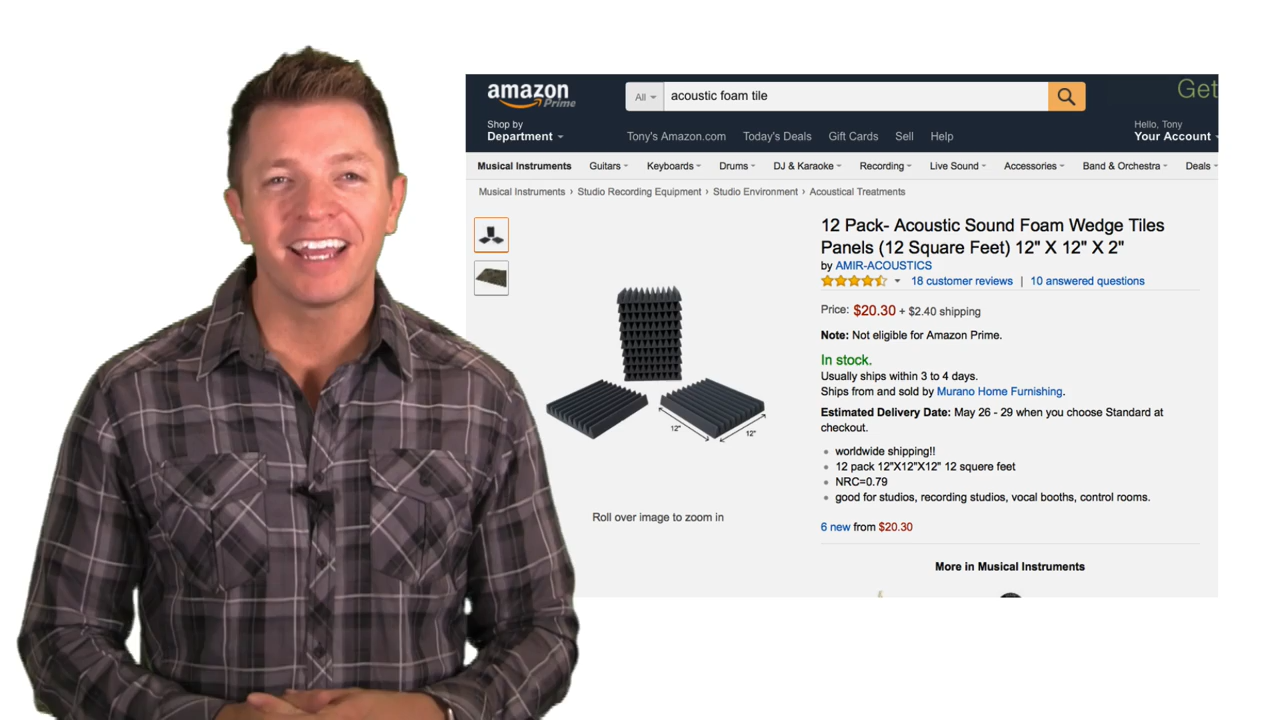 amazon
Prime
All
acoustic foam tile
Get
Shop by
Department
Tony's Amazon.com Today's Deals Gift Cards Sell Help
Hello, Tony
Your Account
Musical Instruments Guitars Keyboards Drums DJ & Karaoke Recording Live Sound Accessories Band & Orchestra Deals
Musical Instruments › Studio Recording Equipment › Studio Environment › Acoustical Treatments
12 Pack- Acoustic Sound Foam Wedge Tiles
Panels (12 Square Feet) 12" X 12" X 2"
by AMIR-ACOUSTICS
18 customer reviews | 10 answered questions
Price: $20.30 + $2.40 shipping
Note: Not eligible for Amazon Prime.
In stock.
Usually ships within 3 to 4 days.
Ships from and sold by Murano Home Furnishing.
Estimated Delivery Date: May 26 - 29 when you choose Standard at
checkout.
worldwide shipping!!
12 pack 12"X12"X12" 12 squere feet
NRC=0.79
good for studios, recording studios, vocal booths, control rooms.
6 new from $20.30
12" 12"
Roll over image to zoom in
More in Musical Instruments